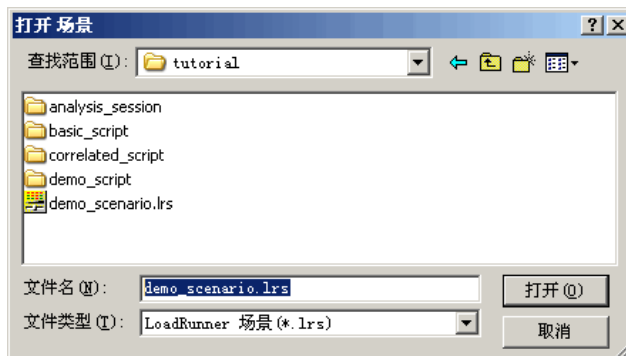 打开 场景
查找范围(I): tutorial
analysis_session
basic_script
correlated_script
demo_script
demo_scenario.lrs
文件名(N): demo_scenario.lrs 打开(O)
文件类型(T): LoadRunner 场景(*.lrs) 取消